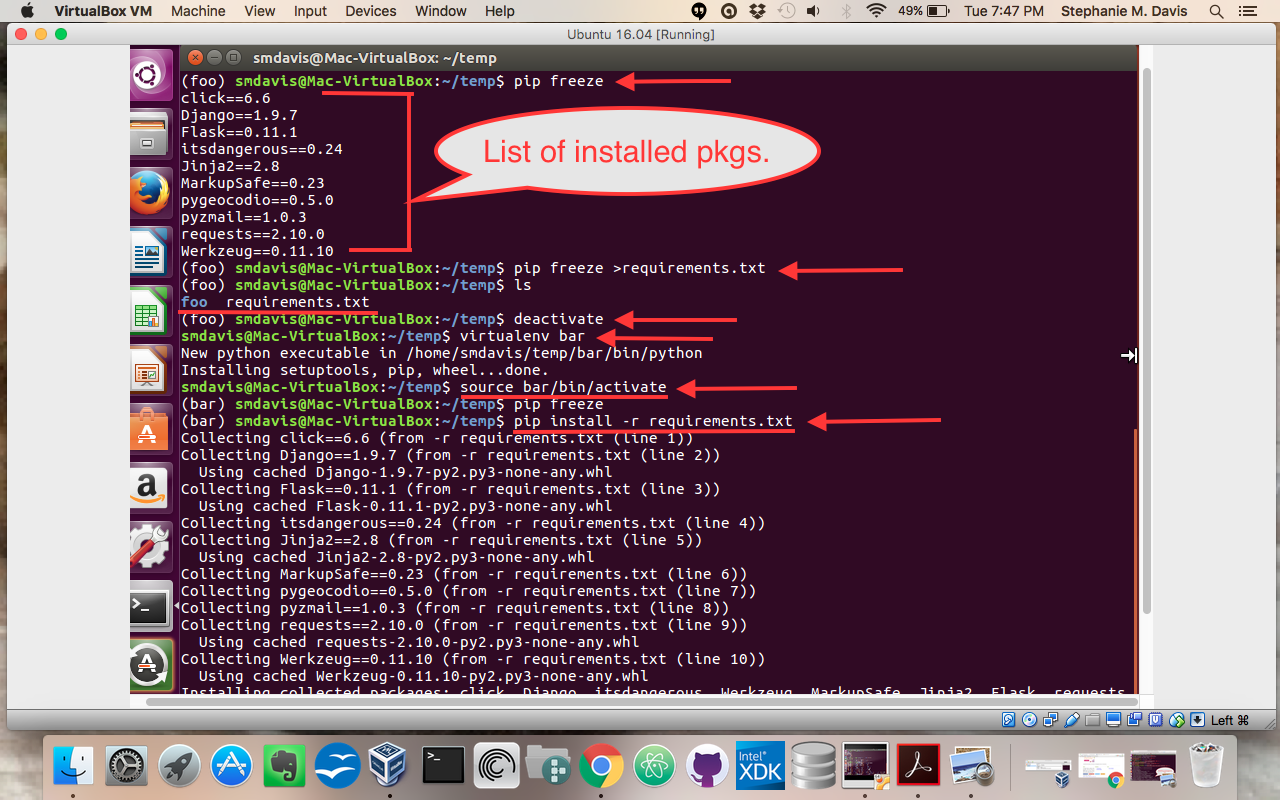 VirtualBox VM Machine View Input Devices Window Help 49% Tue 7:47 PM Stephanie M. Davis
Ubuntu 16.04 [Running]
smdavis@Mac-VirtualBox: ~/temp
(foo) smdavis@Mac-VirtualBox:~/temp$ pip freeze
click==6.6
Django==1.9.7
Flask==0.11.1
itsdangerous==0.24
Jinja2==2.8
MarkupSafe==0.23
pygeocodio==0.5.0
pyzmail==1.0.3
requests==2.10.0
Werkzeug==0.11.10
List of installed pkgs.
(foo) smdavis@Mac-VirtualBox:~/temp$ pip freeze >requirements.txt
(foo) smdavis@Mac-VirtualBox:~/temp$ ls
foo  requirements.txt
(foo) smdavis@Mac-VirtualBox:~/temp$ deactivate
smdavis@Mac-VirtualBox:~/temp$ virtualenv bar
New python executable in /home/smdavis/temp/bar/bin/python
Installing setuptools, pip, wheel...done.
smdavis@Mac-VirtualBox:~/temp$ source bar/bin/activate
(bar) smdavis@Mac-VirtualBox:~/temp$ pip freeze
(bar) smdavis@Mac-VirtualBox:~/temp$ pip install -r requirements.txt
Collecting click==6.6 (from -r requirements.txt (line 1))
Collecting Django==1.9.7 (from -r requirements.txt (line 2))
  Using cached Django-1.9.7-py2.py3-none-any.whl
Collecting Flask==0.11.1 (from -r requirements.txt (line 3))
  Using cached Flask-0.11.1-py2.py3-none-any.whl
Collecting itsdangerous==0.24 (from -r requirements.txt (line 4))
Collecting Jinja2==2.8 (from -r requirements.txt (line 5))
  Using cached Jinja2-2.8-py2.py3-none-any.whl
Collecting MarkupSafe==0.23 (from -r requirements.txt (line 6))
Collecting pygeocodio==0.5.0 (from -r requirements.txt (line 7))
Collecting pyzmail==1.0.3 (from -r requirements.txt (line 8))
Collecting requests==2.10.0 (from -r requirements.txt (line 9))
  Using cached requests-2.10.0-py2.py3-none-any.whl
Collecting Werkzeug==0.11.10 (from -r requirements.txt (line 10))
  Using cached Werkzeug-0.11.10-py2.py3-none-any.whl
Installing collected packages: click, Django, itsdangerous, Werkzeug, MarkupSafe, Jinja2, Flask, requests
Left ⌘
intel XDK